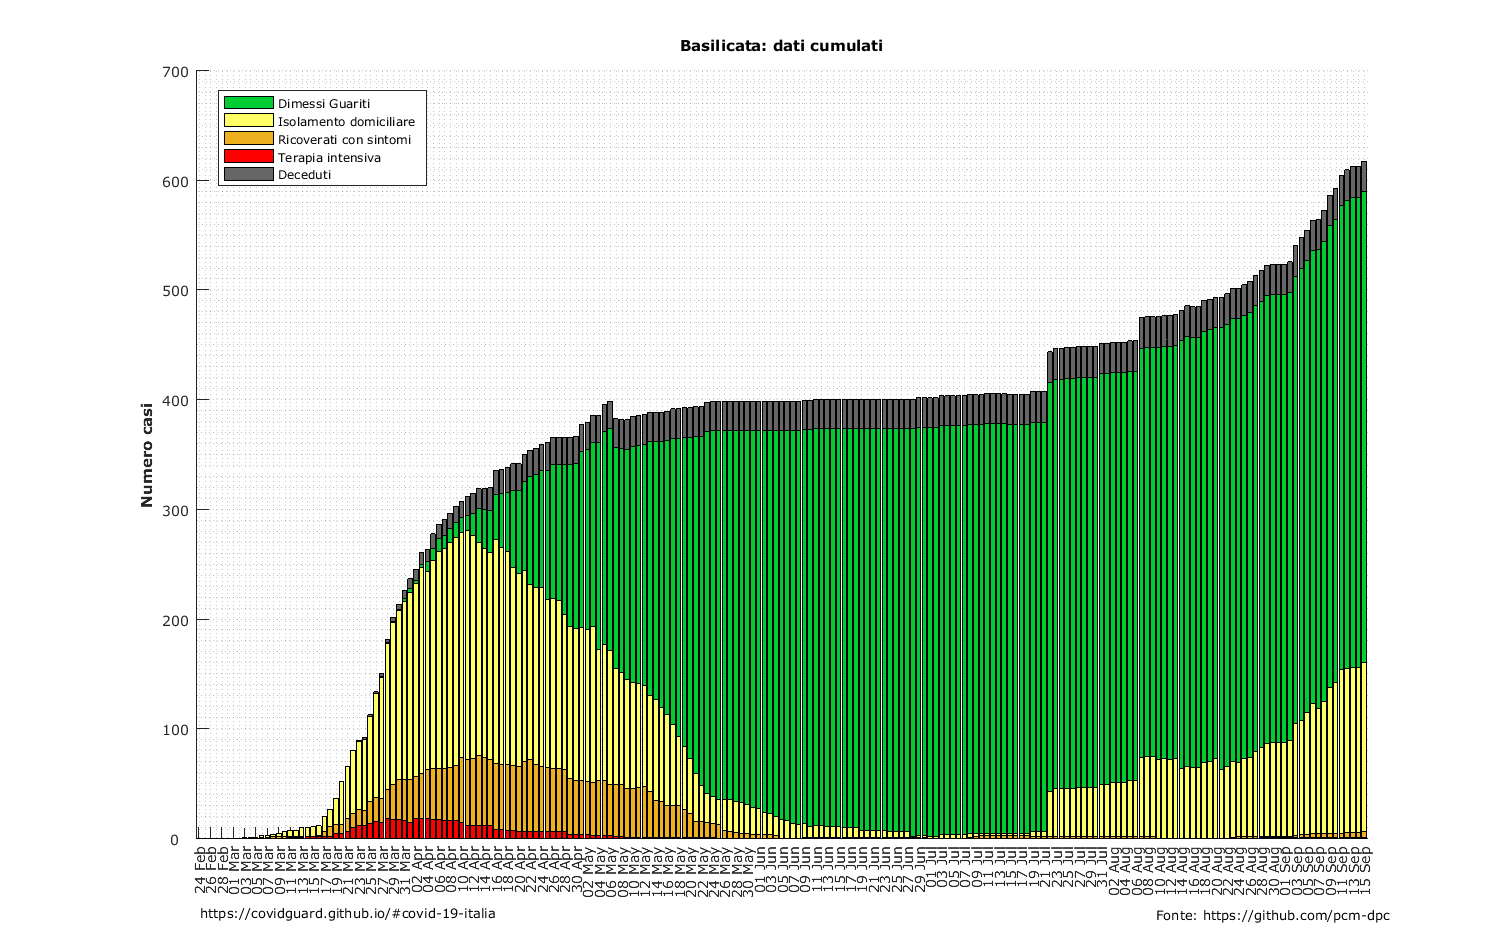 Basilicata: dati cumulati
700
600
500
400
300
200
100
0
Numero casi
Dimessi Guariti
Isolamento domiciliare
Ricoverati con sintomi
Terapia intensiva
Deceduti
24 Feb
26 Feb
28 Feb
01 Mar
03 Mar
05 Mar
07 Mar
09 Mar
11 Mar
13 Mar
15 Mar
17 Mar
19 Mar
21 Mar
23 Mar
25 Mar
27 Mar
29 Mar
31 Mar
02 Apr
04 Apr
06 Apr
08 Apr
10 Apr
12 Apr
14 Apr
16 Apr
18 Apr
20 Apr
22 Apr
24 Apr
26 Apr
28 Apr
30 Apr
02 May
04 May
06 May
08 May
10 May
12 May
14 May
16 May
18 May
20 May
22 May
24 May
26 May
28 May
30 May
01 Jun
03 Jun
05 Jun
07 Jun
09 Jun
11 Jun
13 Jun
15 Jun
17 Jun
19 Jun
21 Jun
23 Jun
25 Jun
27 Jun
29 Jun
01 Jul
03 Jul
05 Jul
07 Jul
09 Jul
11 Jul
13 Jul
15 Jul
17 Jul
19 Jul
21 Jul
23 Jul
25 Jul
27 Jul
29 Jul
31 Jul
02 Aug
04 Aug
06 Aug
08 Aug
10 Aug
12 Aug
14 Aug
16 Aug
18 Aug
20 Aug
22 Aug
24 Aug
26 Aug
28 Aug
30 Aug
01 Sep
03 Sep
05 Sep
07 Sep
09 Sep
11 Sep
13 Sep
15 Sep
https://covidguard.github.io/#covid-19-italia
Fonte: https://github.com/pcm-dpc